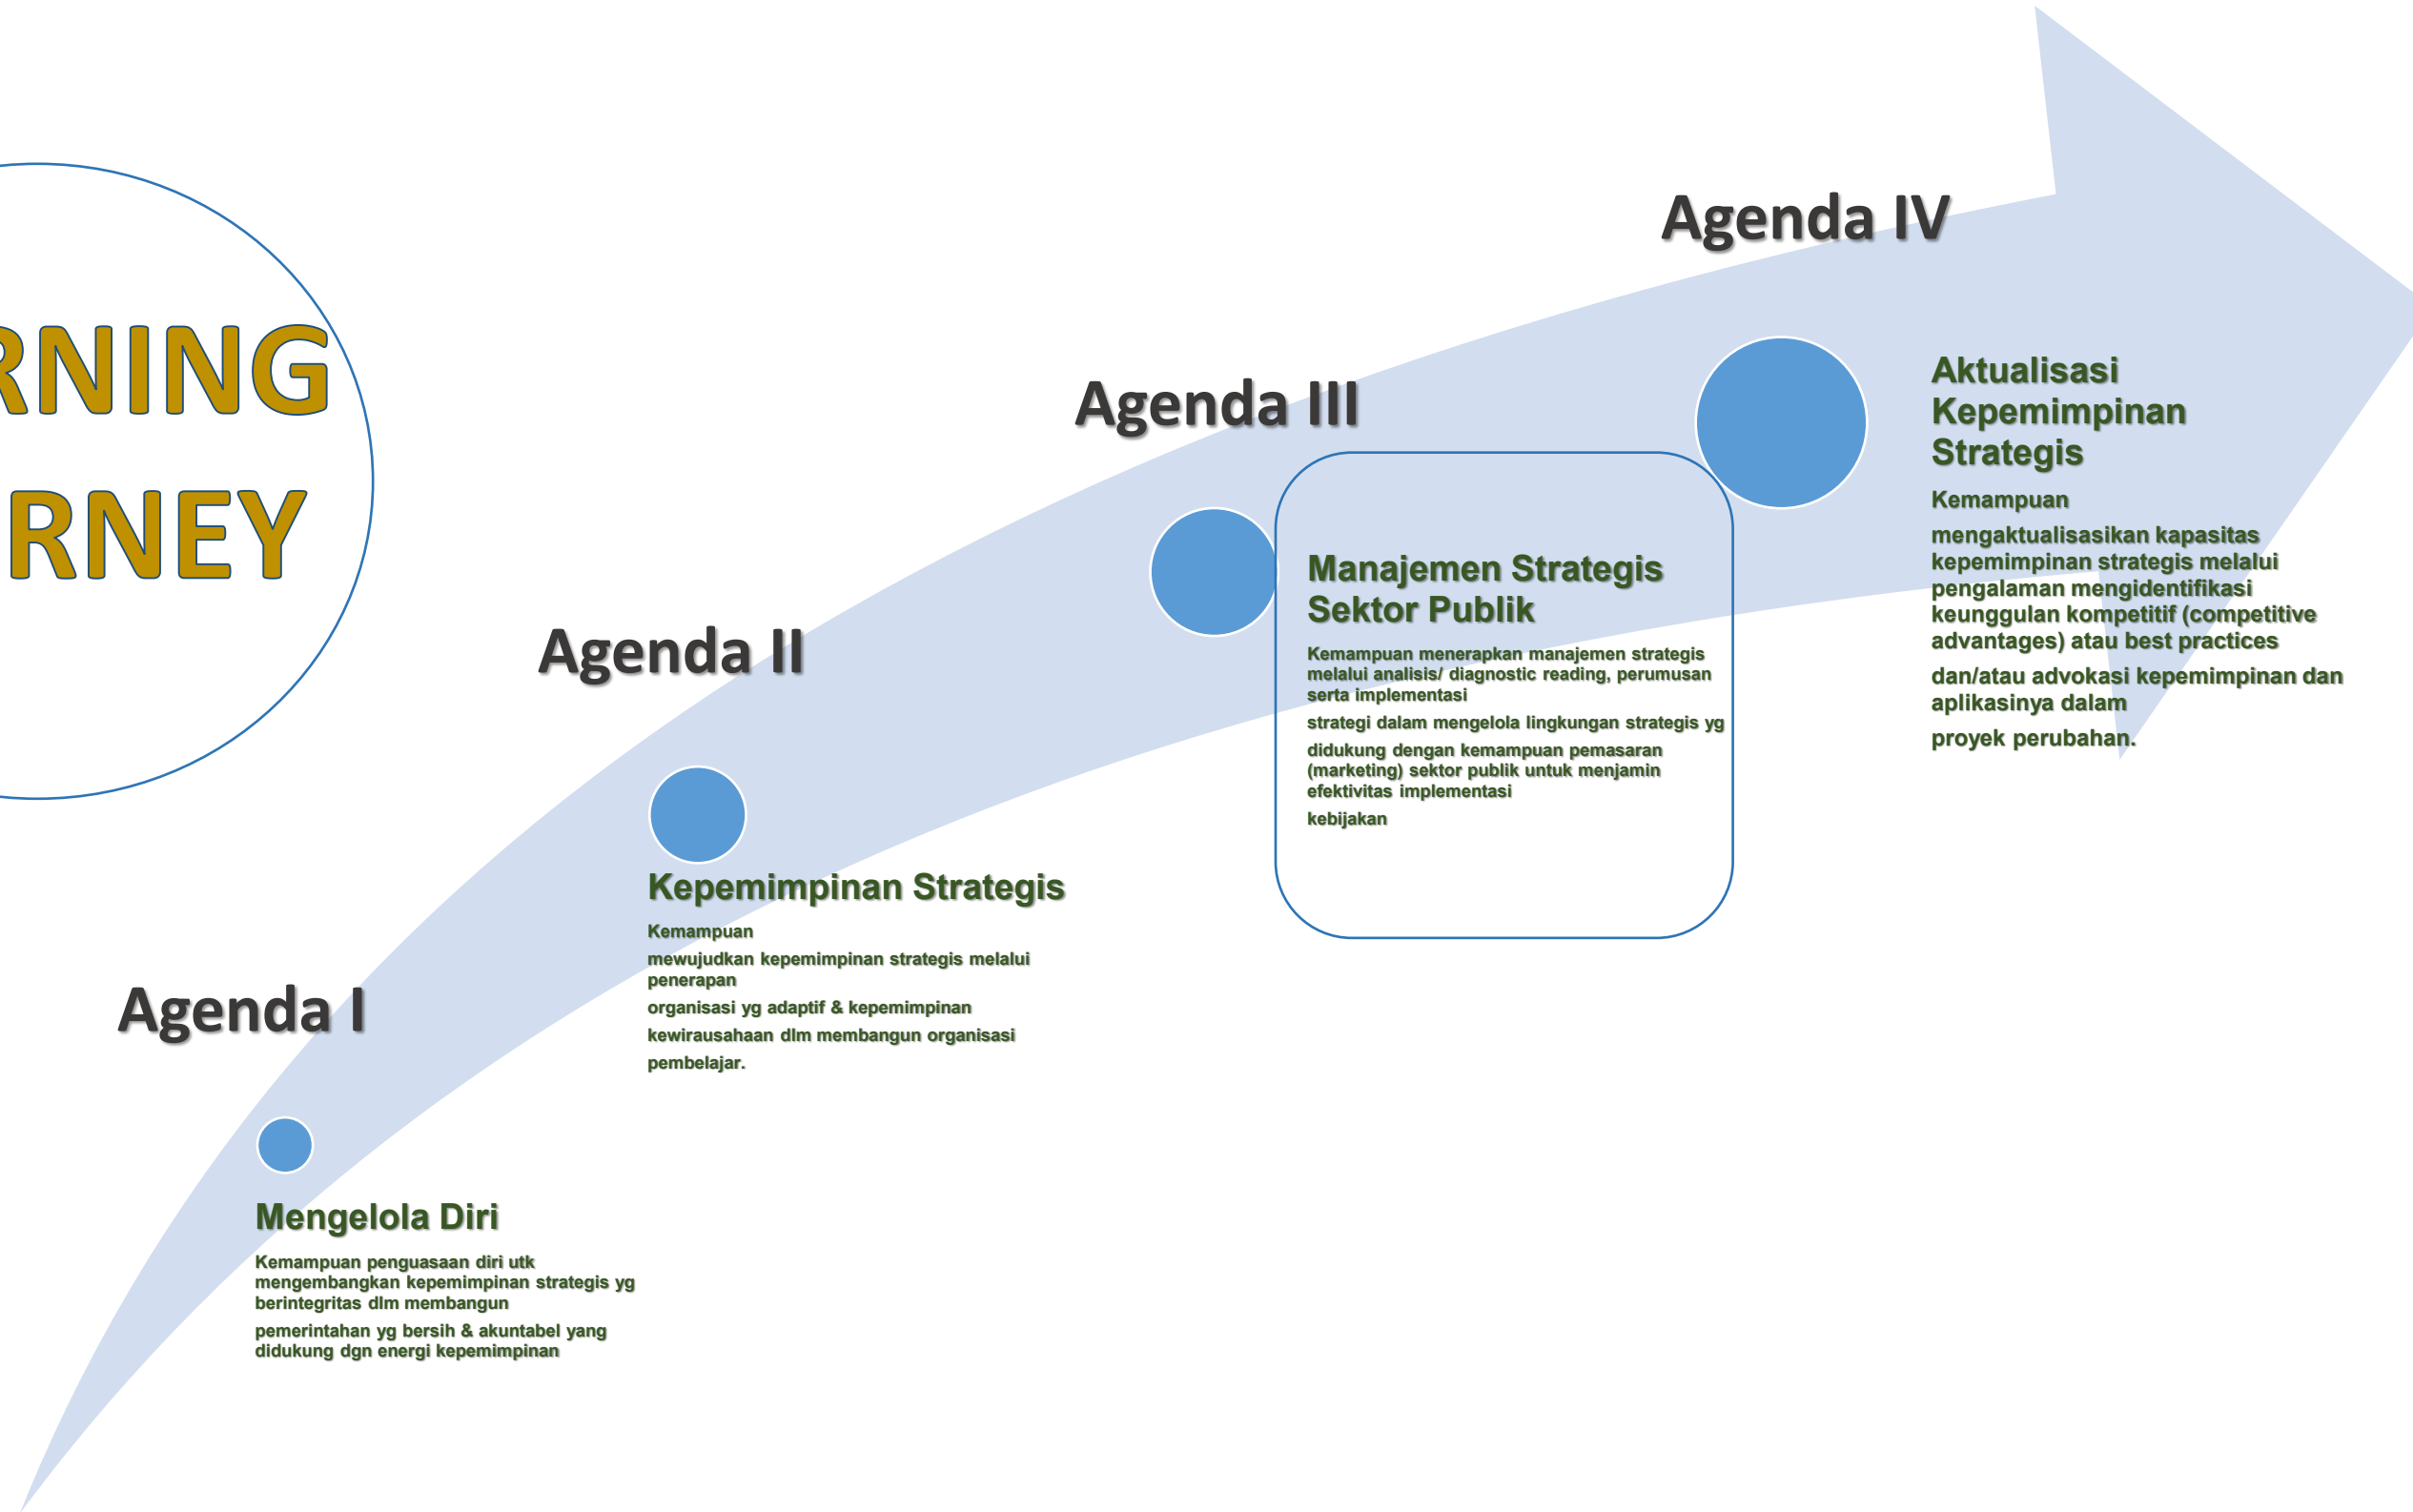 RNING
RNEY
Agenda I
Mengelola Diri
Kemampuan penguasaan diri utk
mengembangkan kepemimpinan strategis yg
berintegritas dlm membangun
pemerintahan yg bersih & akuntabel yang
didukung dgn energi kepemimpinan
Agenda II
Kepemimpinan Strategis
Kemampuan
mewujudkan kepemimpinan strategis melalui
penerapan
organisasi yg adaptif & kepemimpinan
kewirausahaan dlm membangun organisasi
pembelajar.
Agenda III
Manajemen Strategis
Sektor Publik
Kemampuan menerapkan manajemen strategis
melalui analisis/ diagnostic reading, perumusan
serta implementasi
strategi dalam mengelola lingkungan strategis yg
didukung dengan kemampuan pemasaran
(marketing) sektor publik untuk menjamin
efektivitas implementasi
kebijakan
Agenda IV
Aktualisasi
Kepemimpinan
Strategis
Kemampuan
mengaktualisasikan kapasitas
kepemimpinan strategis melalui
pengalaman mengidentifikasi
keunggulan kompetitif (competitive
advantages) atau best practices
dan/atau advokasi kepemimpinan dan
aplikasinya dalam
proyek perubahan.